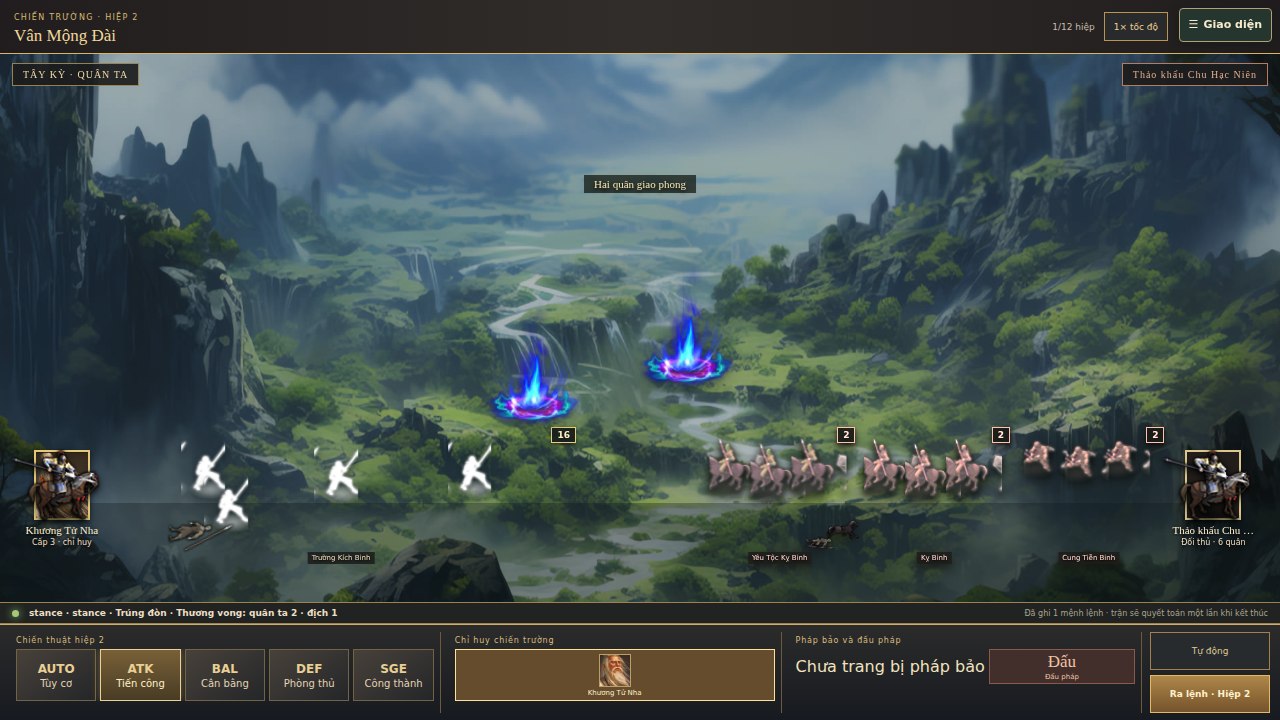 CHIẾN TRƯỜNG · HIỆP 2
Vân Mộng Đài
1/12 hiệp
1× tốc độ
☰ Giao diện
TÂY KỲ · QUÂN TA
Thảo khấu Chu Hạc Niên
Hai quân giao phong
16
2
2
2
Khương Tử Nha
Cấp 3 · chỉ huy
Thảo khấu Chu ...
Đối thủ · 6 quân
Trường Kích Binh
Yêu Tộc Kỵ Binh
Kỵ Binh
Cung Tiễn Binh
stance · stance · Trúng đòn · Thương vong: quân ta 2 · địch 1
Đã ghi 1 mệnh lệnh · trận sẽ quyết toán một lần khi kết thúc
Chiến thuật hiệp 2
AUTO
Tùy cơ
ATK
Tiến công
BAL
Cân bằng
DEF
Phòng thủ
SGE
Công thành
Chỉ huy chiến trường
Khương Tử Nha
Pháp bảo và đấu pháp
Chưa trang bị pháp bảo
Đấu
Đấu pháp
Tự động
Ra lệnh · Hiệp 2